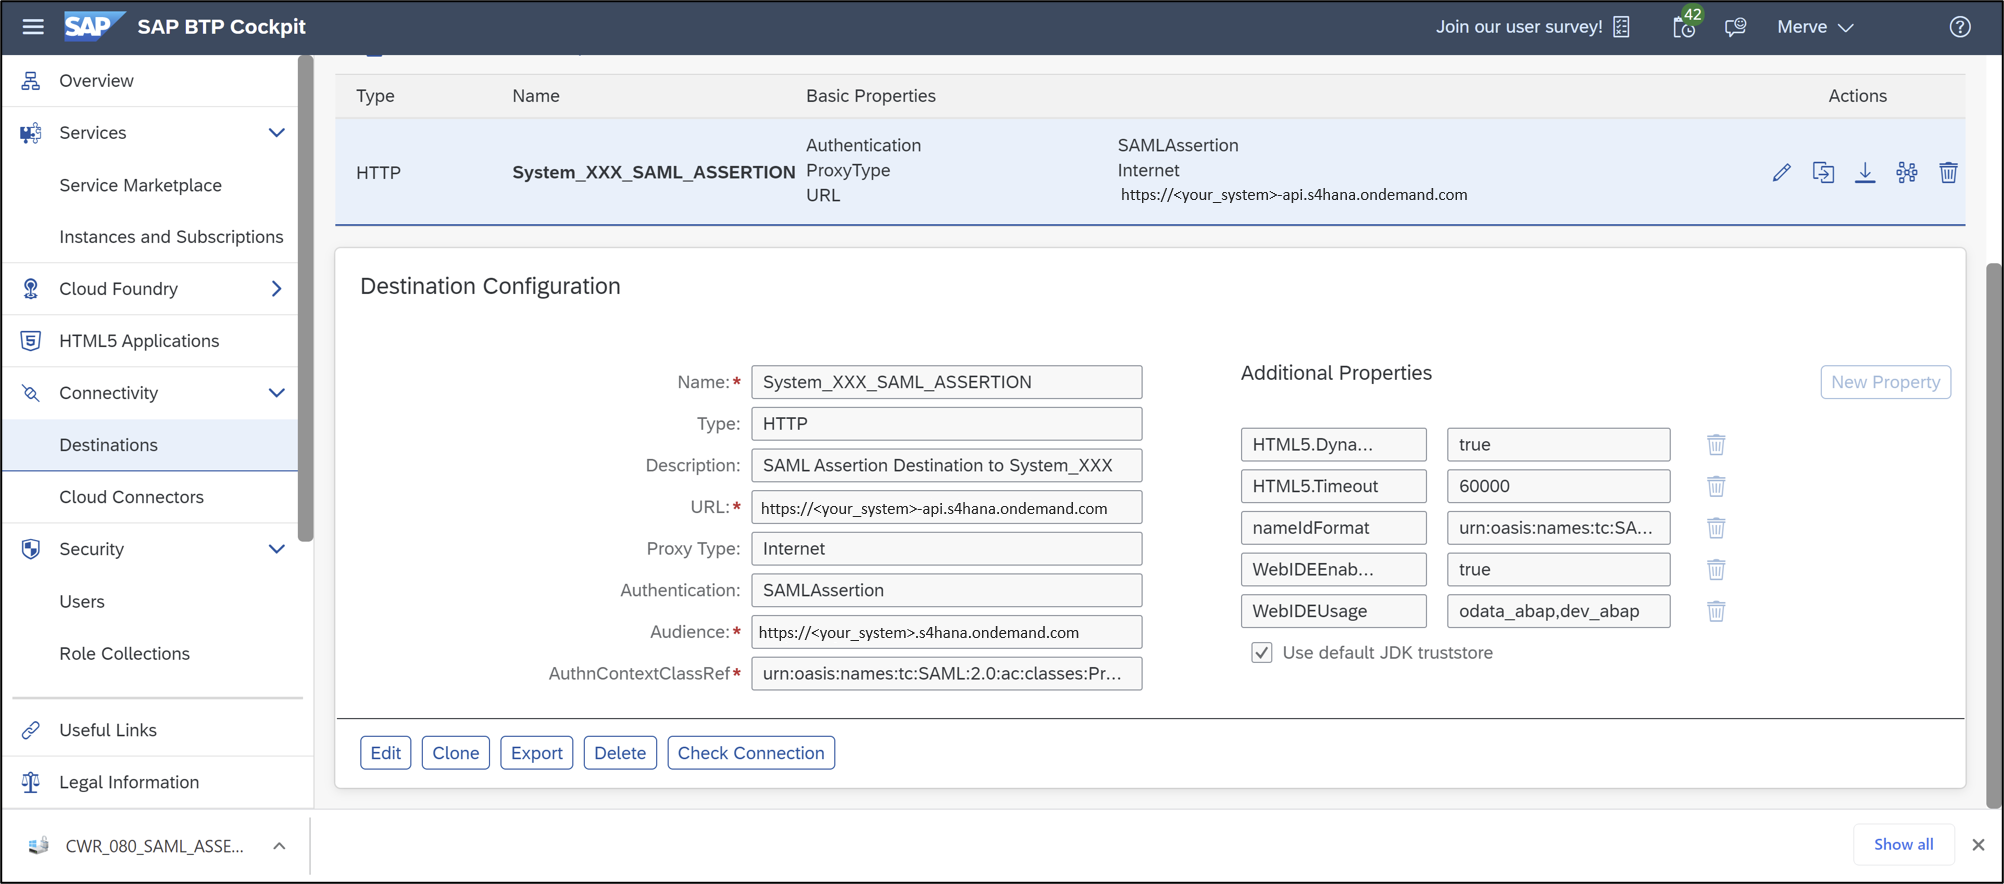 SAP
SAP BTP Cockpit
Join our user survey!
42
Merve
Overview
Services
Service Marketplace
Instances and Subscriptions
Cloud Foundry
HTML5 Applications
Connectivity
Destinations
Cloud Connectors
Security
Users
Role Collections
Useful Links
Legal Information
Type Name Basic Properties Actions
HTTP System_XXX_SAML_ASSERTION
Authentication SAMLAssertion
ProxyType Internet
URL https://<your_system>-api.s4hana.ondemand.com
Destination Configuration
Name:* System_XXX_SAML_ASSERTION
Type: HTTP
Description: SAML Assertion Destination to System_XXX
URL:* https://<your_system>-api.s4hana.ondemand.com
Proxy Type: Internet
Authentication: SAMLAssertion
Audience:* https://<your_system>.s4hana.ondemand.com
AuthnContextClassRef* urn:oasis:names:tc:SAML:2.0:ac:classes:Pr...
Additional Properties
New Property
HTML5.Dyna... true
HTML5.Timeout 60000
nameIdFormat urn:oasis:names:tc:SA...
WebIDEEnab... true
WebIDEUsage odata_abap,dev_abap
Use default JDK truststore
Edit Clone Export Delete Check Connection
CWR_080_SAML_ASSE...
Show all